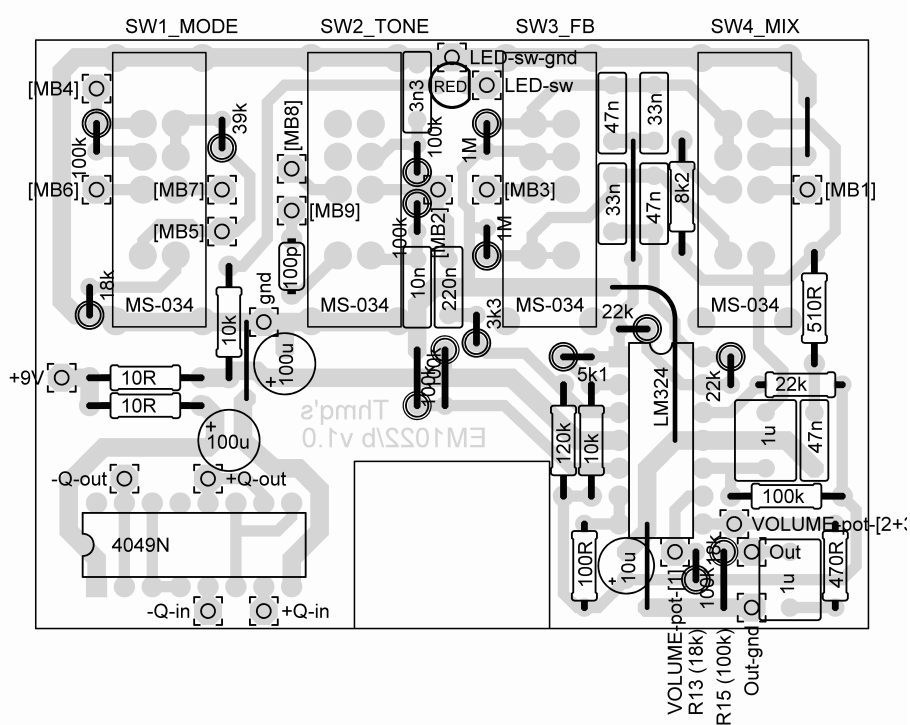 SW1_MODE SW2_TONE SW3_FB SW4_MIX
LED-sw-gnd
[MB4] 3n3 RED LED-sw
39k [MB8] 100k 1M 47n 33n
100k
[MB6] [MB7] [MB3] 33n 47n 8k2 [MB1]
[MB5] [MB9] 100k [MB2] 1M
18k 100p 10n 220n
MS-034 MS-034 MS-034 MS-034
10k gnd 3k3 22k 510R
+9V 10R +100u 5k1 22k 22k
10R 100k LM324
Thmq's
EM1022/b v1.0
+100u 120k 10k 1u 47n
-Q-out +Q-out 100k
VOLUME-pot-[2+3
4049N 18k Out
100R +10u 100k 1u 470R
-Q-in +Q-in
VOLUME-pot-[1]
R13 (18k)
R15 (100k)
Out-gnd